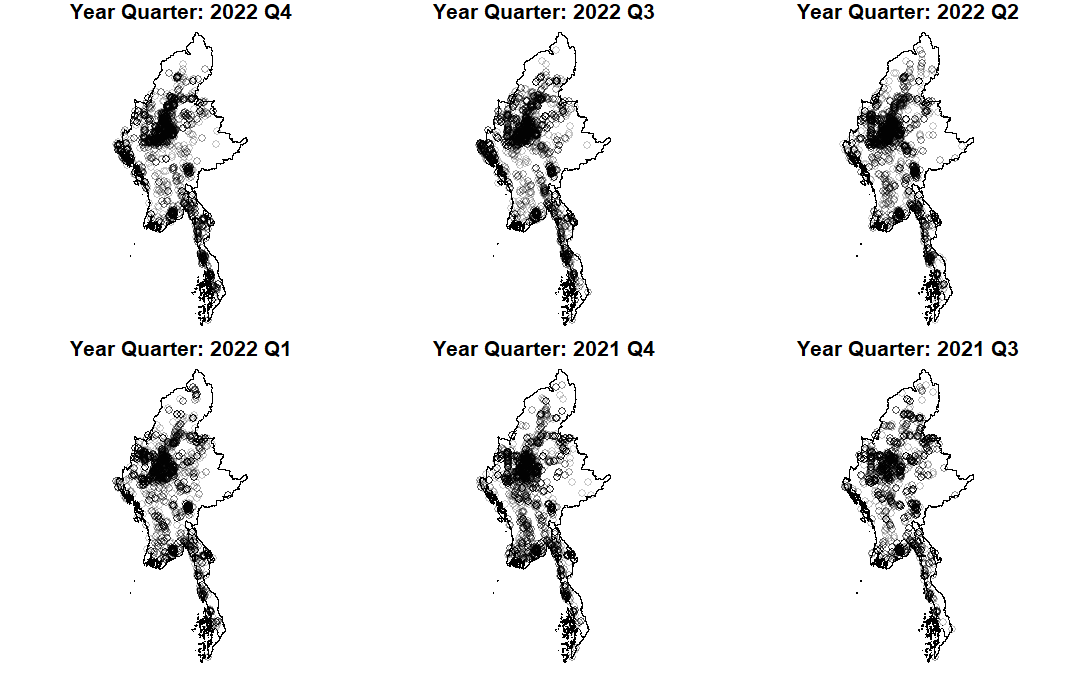 Year Quarter: 2022 Q4
Year Quarter: 2022 Q3
Year Quarter: 2022 Q2
Year Quarter: 2022 Q1
Year Quarter: 2021 Q4
Year Quarter: 2021 Q3